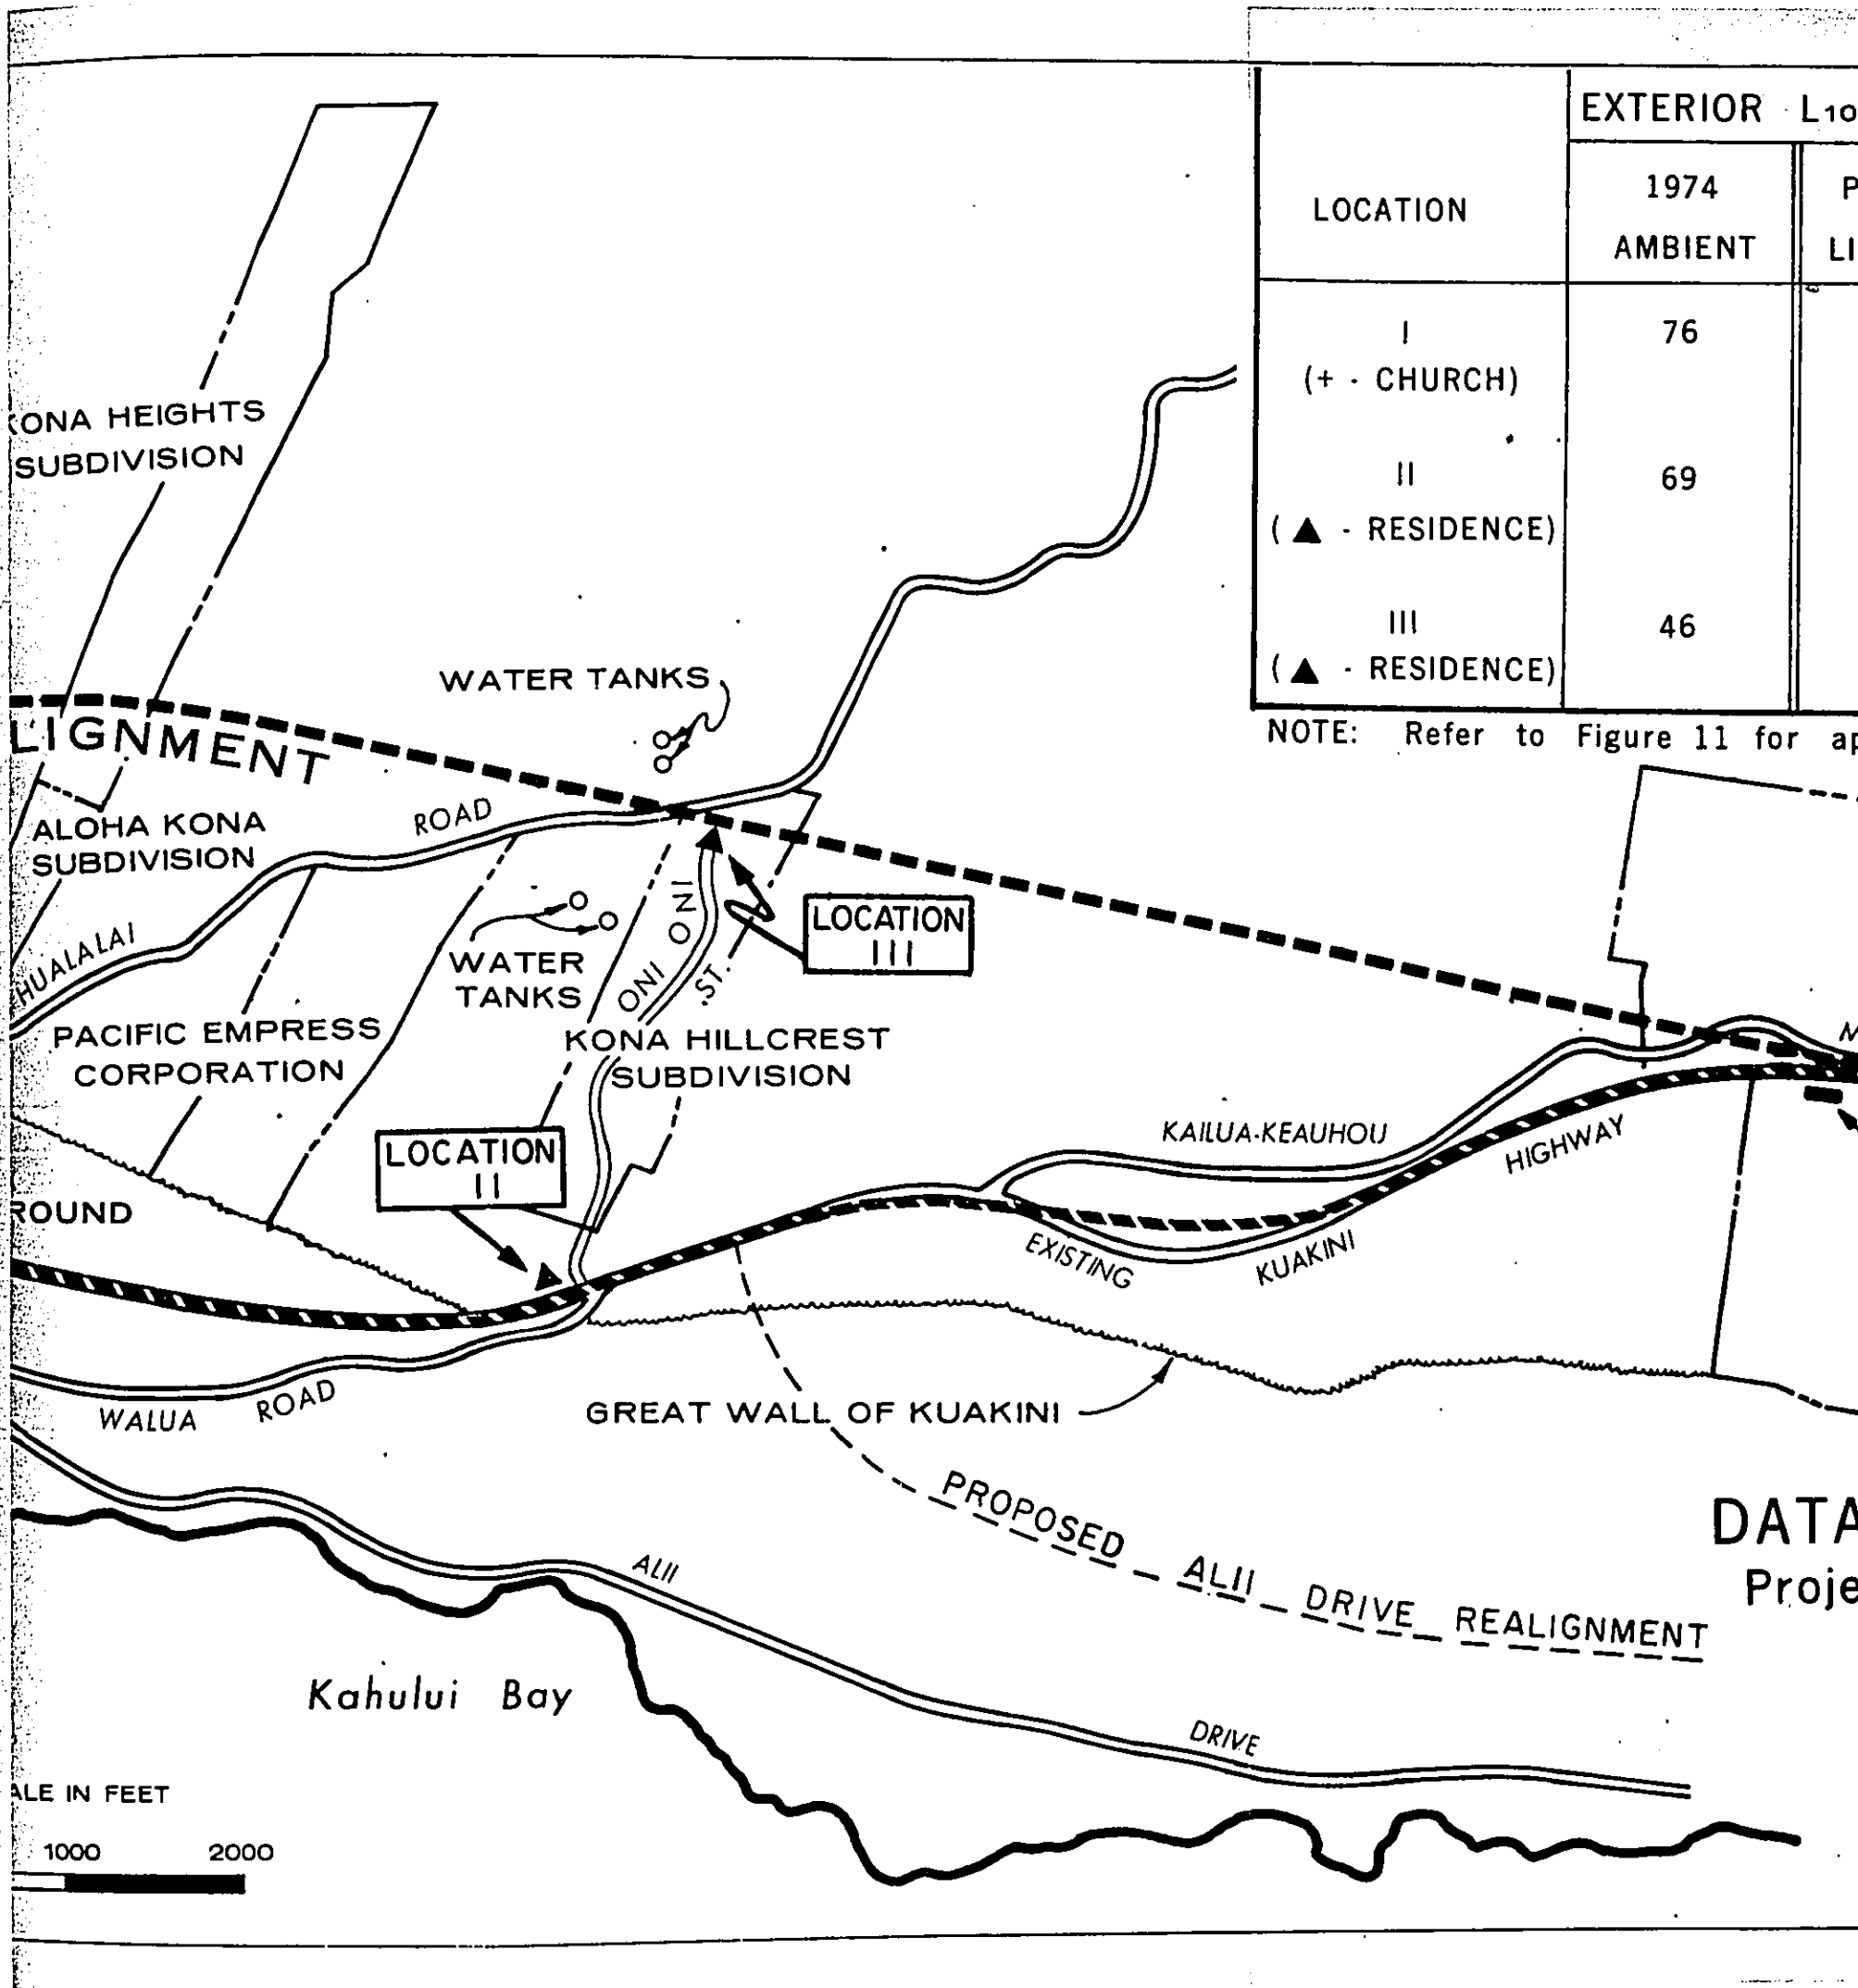 EXTERIOR L10
LOCATION
1974
AMBIENT
P
LI
I
(+ - CHURCH)
76
II
(▲ - RESIDENCE)
69
III
(▲ - RESIDENCE)
46
NOTE: Refer to Figure 11 for ap
KONA HEIGHTS
SUBDIVISION
WATER TANKS
LIGNMENT
ALOHA KONA
SUBDIVISION
HUALALAI
ROAD
ONI ONI ST.
LOCATION
III
WATER
TANKS
PACIFIC EMPRESS
CORPORATION
KONA HILLCREST
SUBDIVISION
M
LOCATION
II
KAILUA-KEAUHOU
HIGHWAY
ROUND
EXISTING
KUAKINI
WALUA
ROAD
GREAT WALL OF KUAKINI
PROPOSED ALII DRIVE REALIGNMENT
DATA
Proje
ALII
DRIVE
Kahului Bay
ALE IN FEET
1000
2000